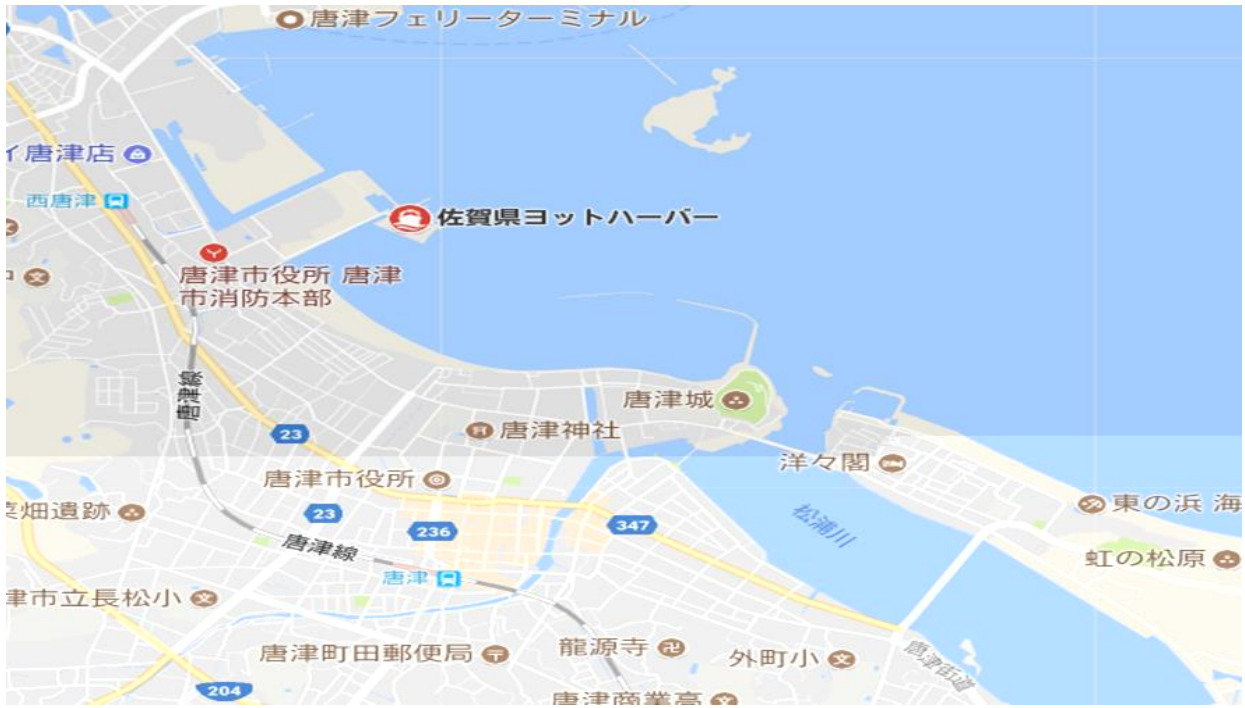 唐津フェリーターミナル
イ唐津店
西唐津
佐賀県ヨットハーバー
唐津市役所 唐津
市消防本部
文
唐津線
唐津城
23
唐津神社
洋々閣
唐津市役所
菜畑遺跡
23
236
347
松浦川
東の浜 海
唐津線
虹の松原
唐津
津市立長松小
文
唐津町田郵便局
龍源寺
外町小
文
唐津街道
204
唐津商業高
文